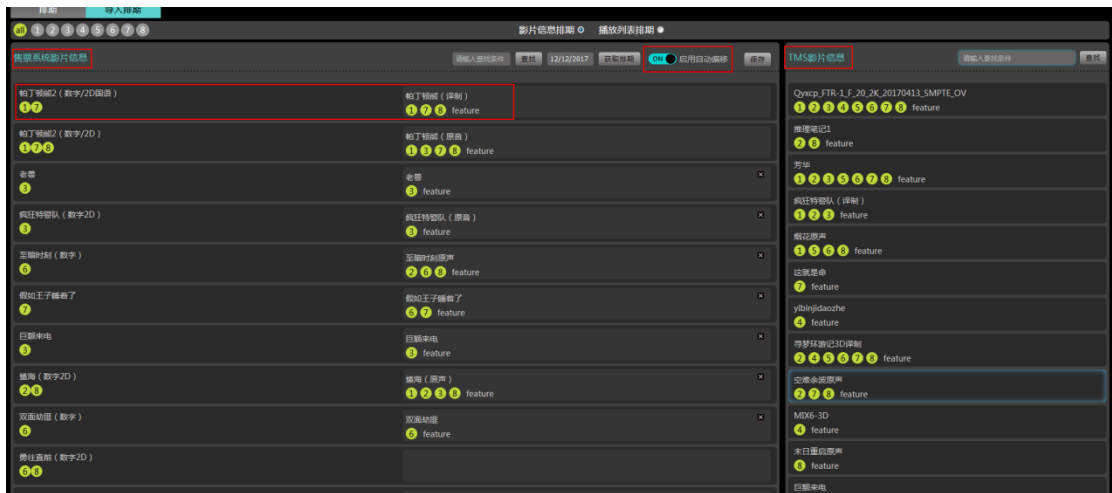 排期 导入排期
all 1 2 3 4 5 6 7 8 影片信息排期 播放列表排期
售票系统影片信息 请输入查找条件 查找 12/12/2017 获取排期 ON 启用自动偏移 保存
TMS影片信息 请输入查找条件 查找
帕丁顿熊2(数字/2D国语) 帕丁顿熊(译制)
1 7 1 7 8 feature
帕丁顿熊2(数字/2D) 帕丁顿熊(原音)
1 7 8 1 3 7 8 feature
老兽 老兽
3 3 feature
疯狂特警队(数字2D) 疯狂特警队(原音)
3 3 feature
至暗时刻(数字) 至暗时刻原声
6 2 6 8 feature
假如王子睡着了 假如王子睡着了
7 6 7 feature
巨额来电 巨额来电
3 3 feature
(数字2D) (原声)
2 8 1 2 3 8 feature
双面劫匪(数字) 双面劫匪
6 6 feature
勇往直前(数字2D)
6 8
Qyxcp_FTR-1_F_20_2K_20170413_SMPTE_OV
1 2 3 4 5 6 7 8 feature
推理笔记1
2 8 feature
芳华
1 2 3 5 6 7 8 feature
疯狂特警队(译制)
1 2 3 feature
烟花原声
1 5 6 8 feature
这就是命
7 feature
yibinjidaozhe
4 feature
寻梦环游记3D译制
2 4 5 6 7 8 feature
空难余波原声
2 7 8 feature
MIX6-3D
4 feature
末日重启原声
8 feature
巨额来电